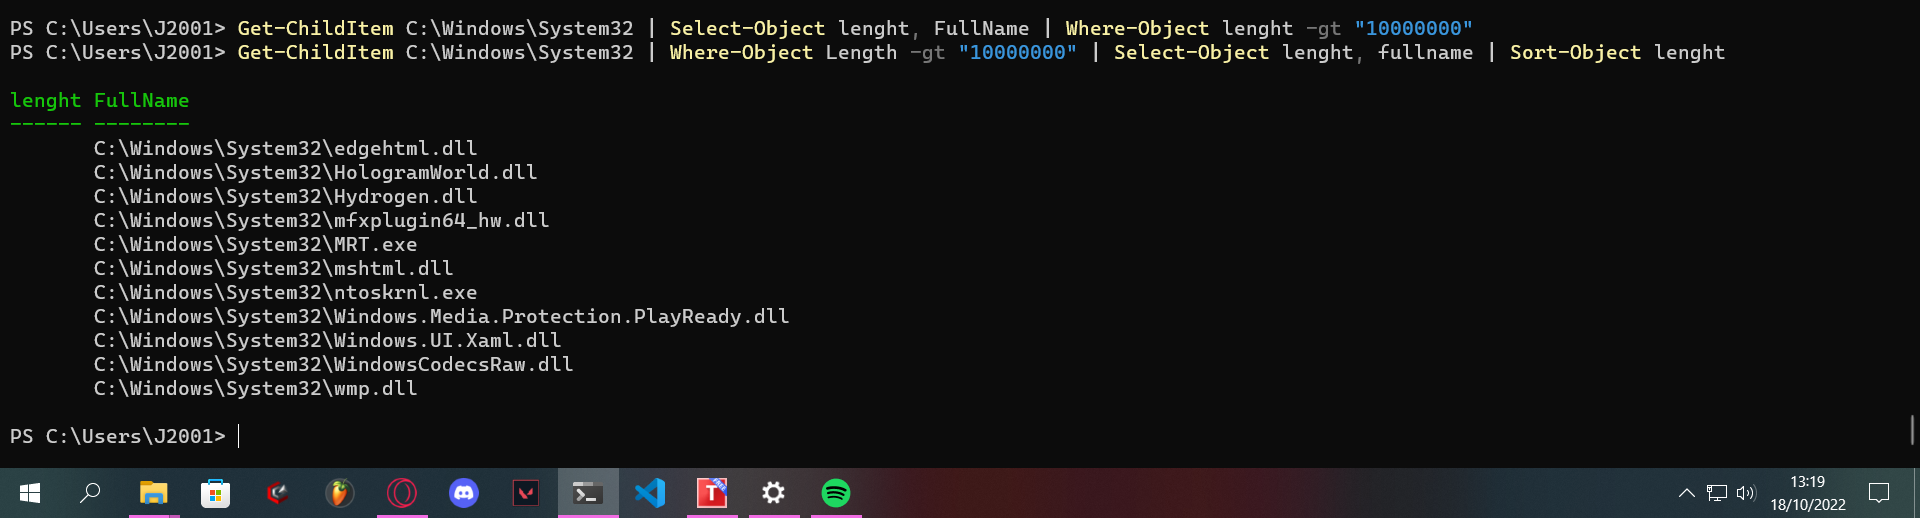 PS C:\Users\J2001> Get-ChildItem C:\Windows\System32 | Select-Object lenght, FullName | Where-Object lenght -gt "10000000"
PS C:\Users\J2001> Get-ChildItem C:\Windows\System32 | Where-Object Length -gt "10000000" | Select-Object lenght, fullname | Sort-Object lenght
lenght FullName
------ --------
C:\Windows\System32\edgehtml.dll
C:\Windows\System32\HologramWorld.dll
C:\Windows\System32\Hydrogen.dll
C:\Windows\System32\mfxplugin64_hw.dll
C:\Windows\System32\MRT.exe
C:\Windows\System32\mshtml.dll
C:\Windows\System32\ntoskrnl.exe
C:\Windows\System32\Windows.Media.Protection.PlayReady.dll
C:\Windows\System32\Windows.UI.Xaml.dll
C:\Windows\System32\WindowsCodecsRaw.dll
C:\Windows\System32\wmp.dll
PS C:\Users\J2001>
13:19
18/10/2022